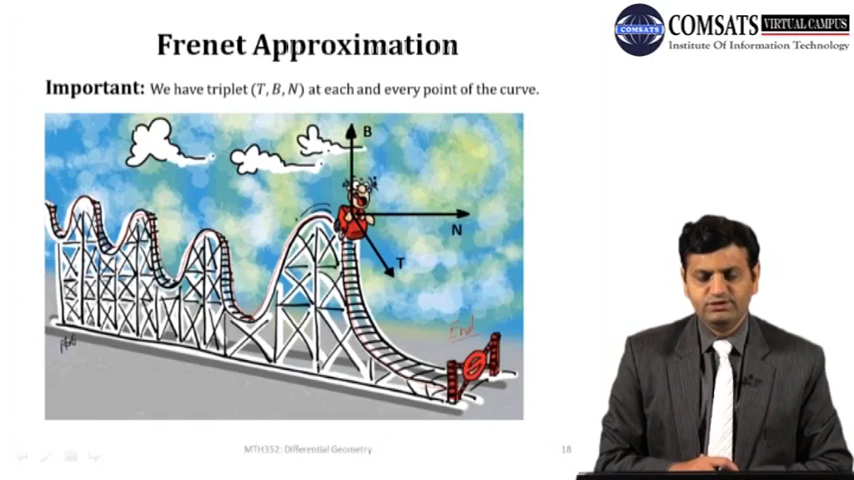 Frenet Approximation
COMSATS VIRTUAL CAMPUS
COMSATS
Institute Of Information Technology
Important: We have triplet (T, B, N) at each and every point of the curve.
B
N
T
End
MTH352: Differential Geometry
18